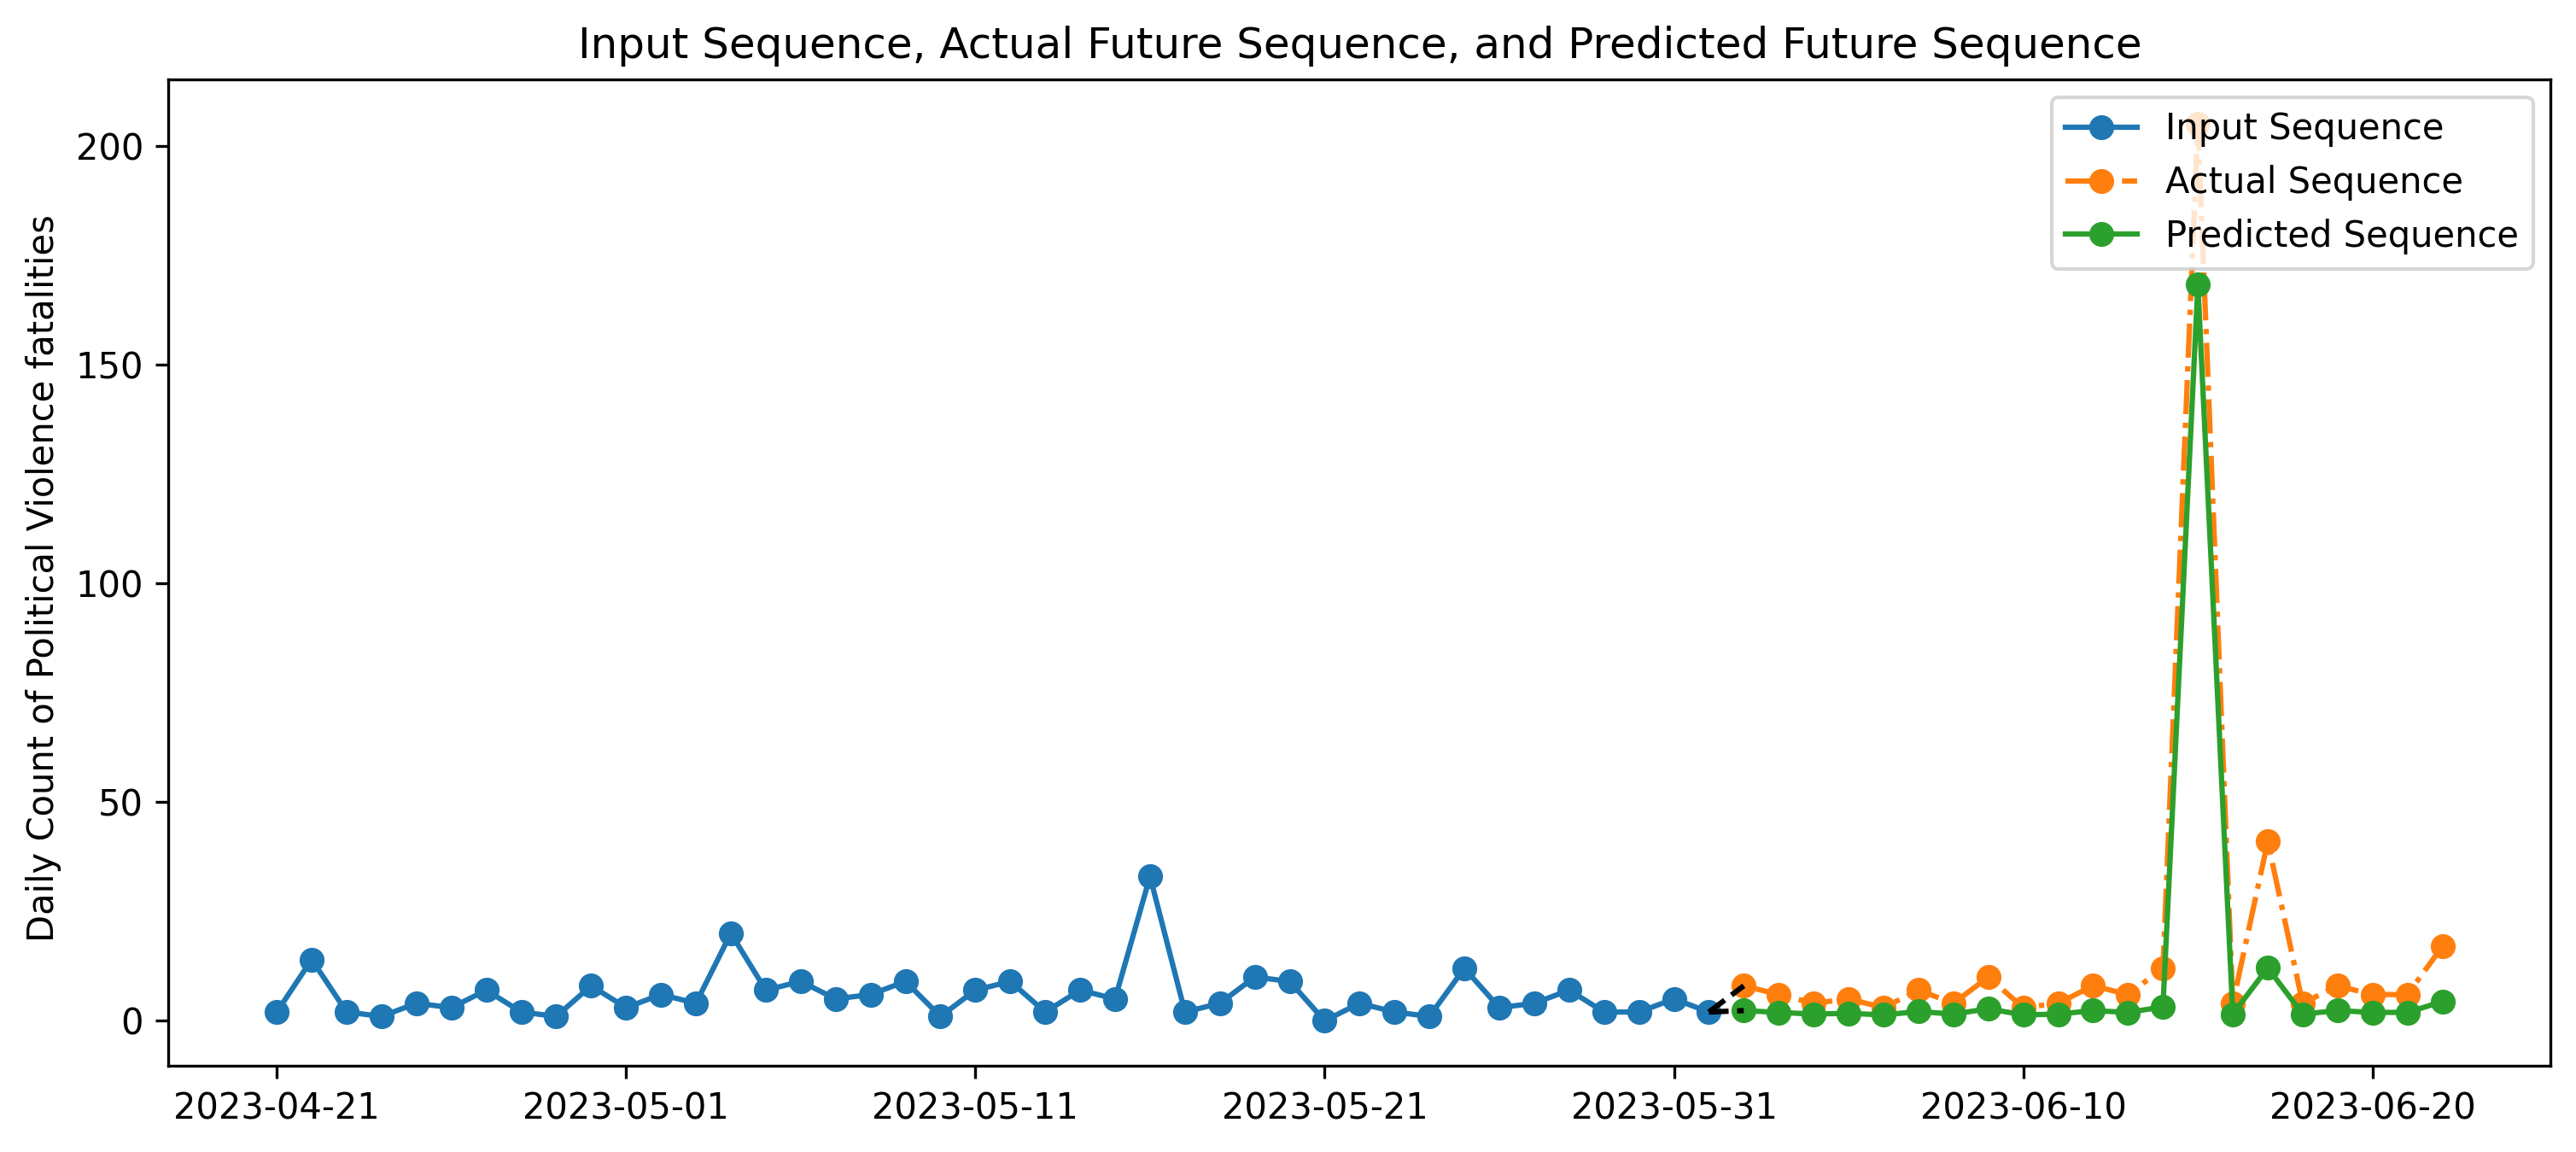 Input Sequence, Actual Future Sequence, and Predicted Future Sequence
Daily Count of Political Violence fatalities
200
150
100
50
0
Input Sequence
Actual Sequence
Predicted Sequence
2023-04-21 2023-05-01 2023-05-11 2023-05-21 2023-05-31 2023-06-10 2023-06-20